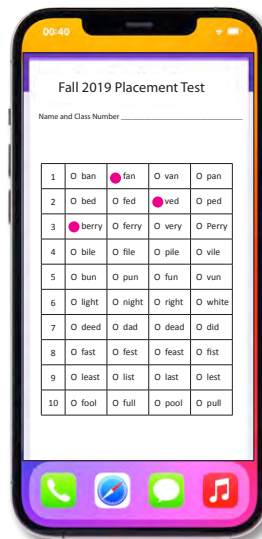 00:40
Fall 2019 Placement Test
Name and Class Number
1 O ban fan O van O pan
2 O bed O fed ved O ped
3 berry O ferry O very O Perry
4 O bile O file O pile O vile
5 O bun O pun O fun O vun
6 O light O night O right O white
7 O deed O dad O dead O did
8 O fast O fest O feast O fist
9 O least O list O last O lest
10 O fool O full O pool O pull